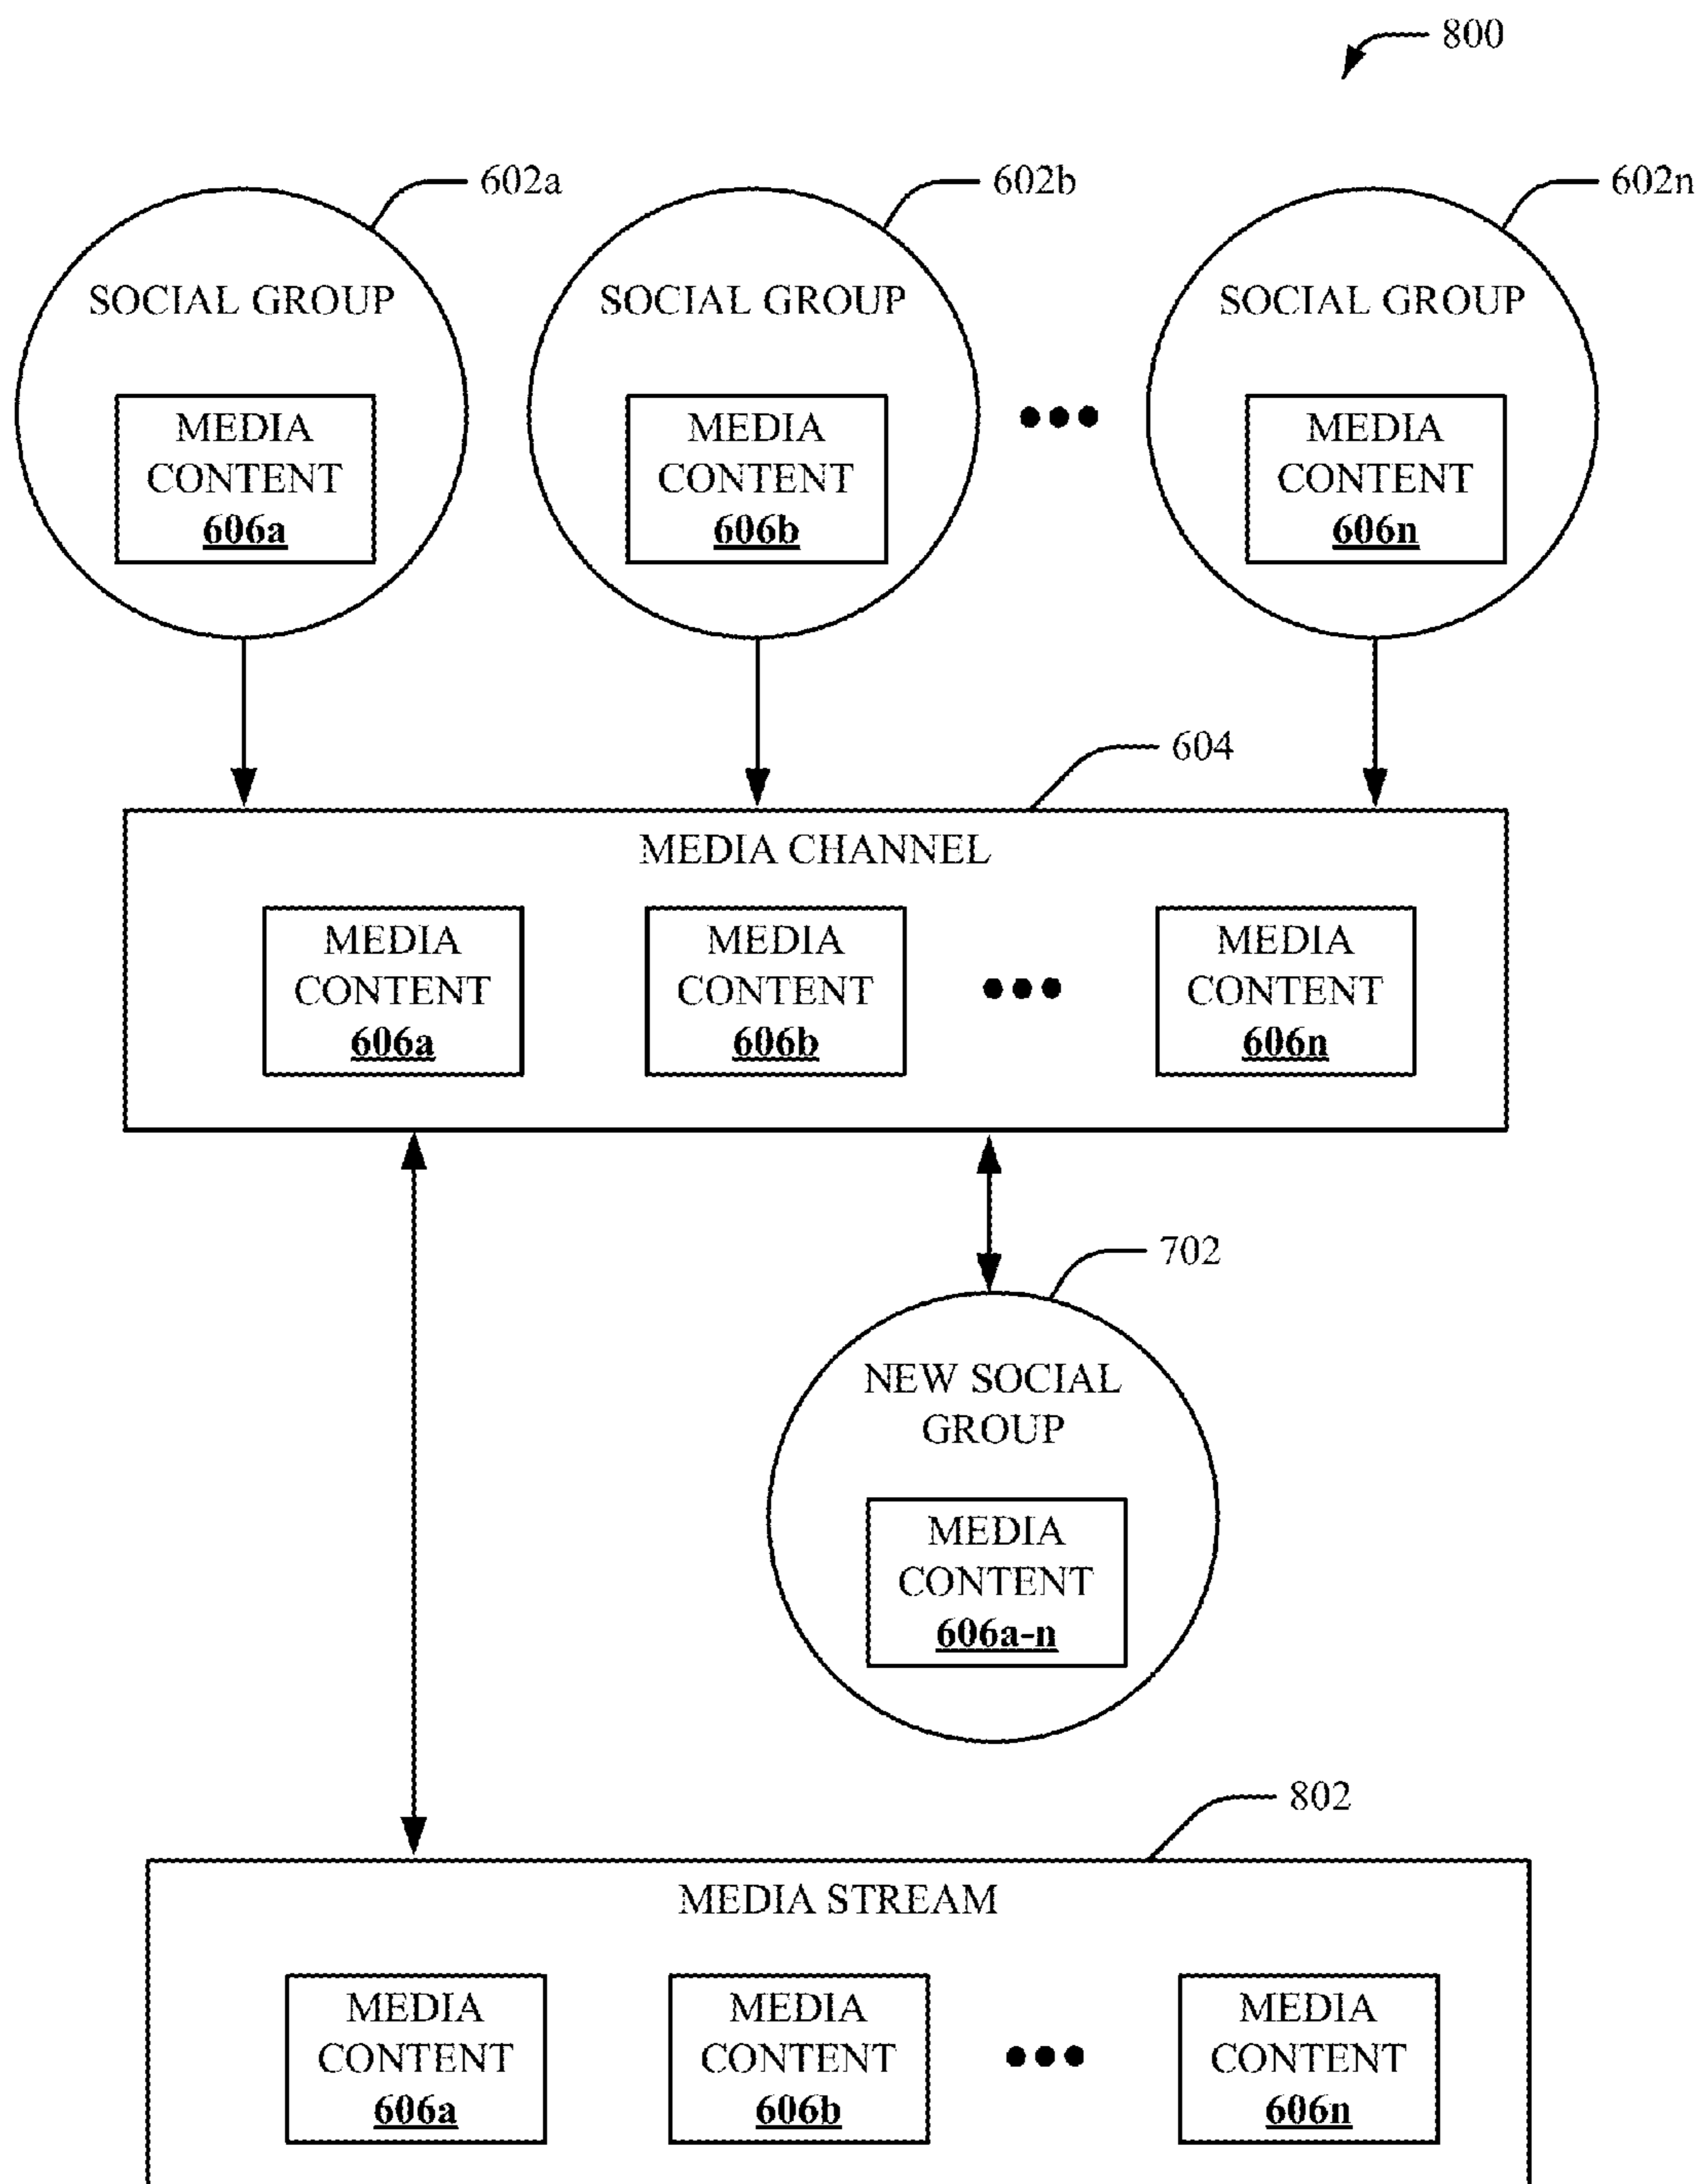 800
602a
602b
602n
SOCIAL GROUP
SOCIAL GROUP
SOCIAL GROUP
MEDIA
CONTENT
606a
MEDIA
CONTENT
606b
MEDIA
CONTENT
606n
604
MEDIA CHANNEL
MEDIA
CONTENT
606a
MEDIA
CONTENT
606b
MEDIA
CONTENT
606n
702
NEW SOCIAL
GROUP
MEDIA
CONTENT
606a-n
802
MEDIA STREAM
MEDIA
CONTENT
606a
MEDIA
CONTENT
606b
MEDIA
CONTENT
606n